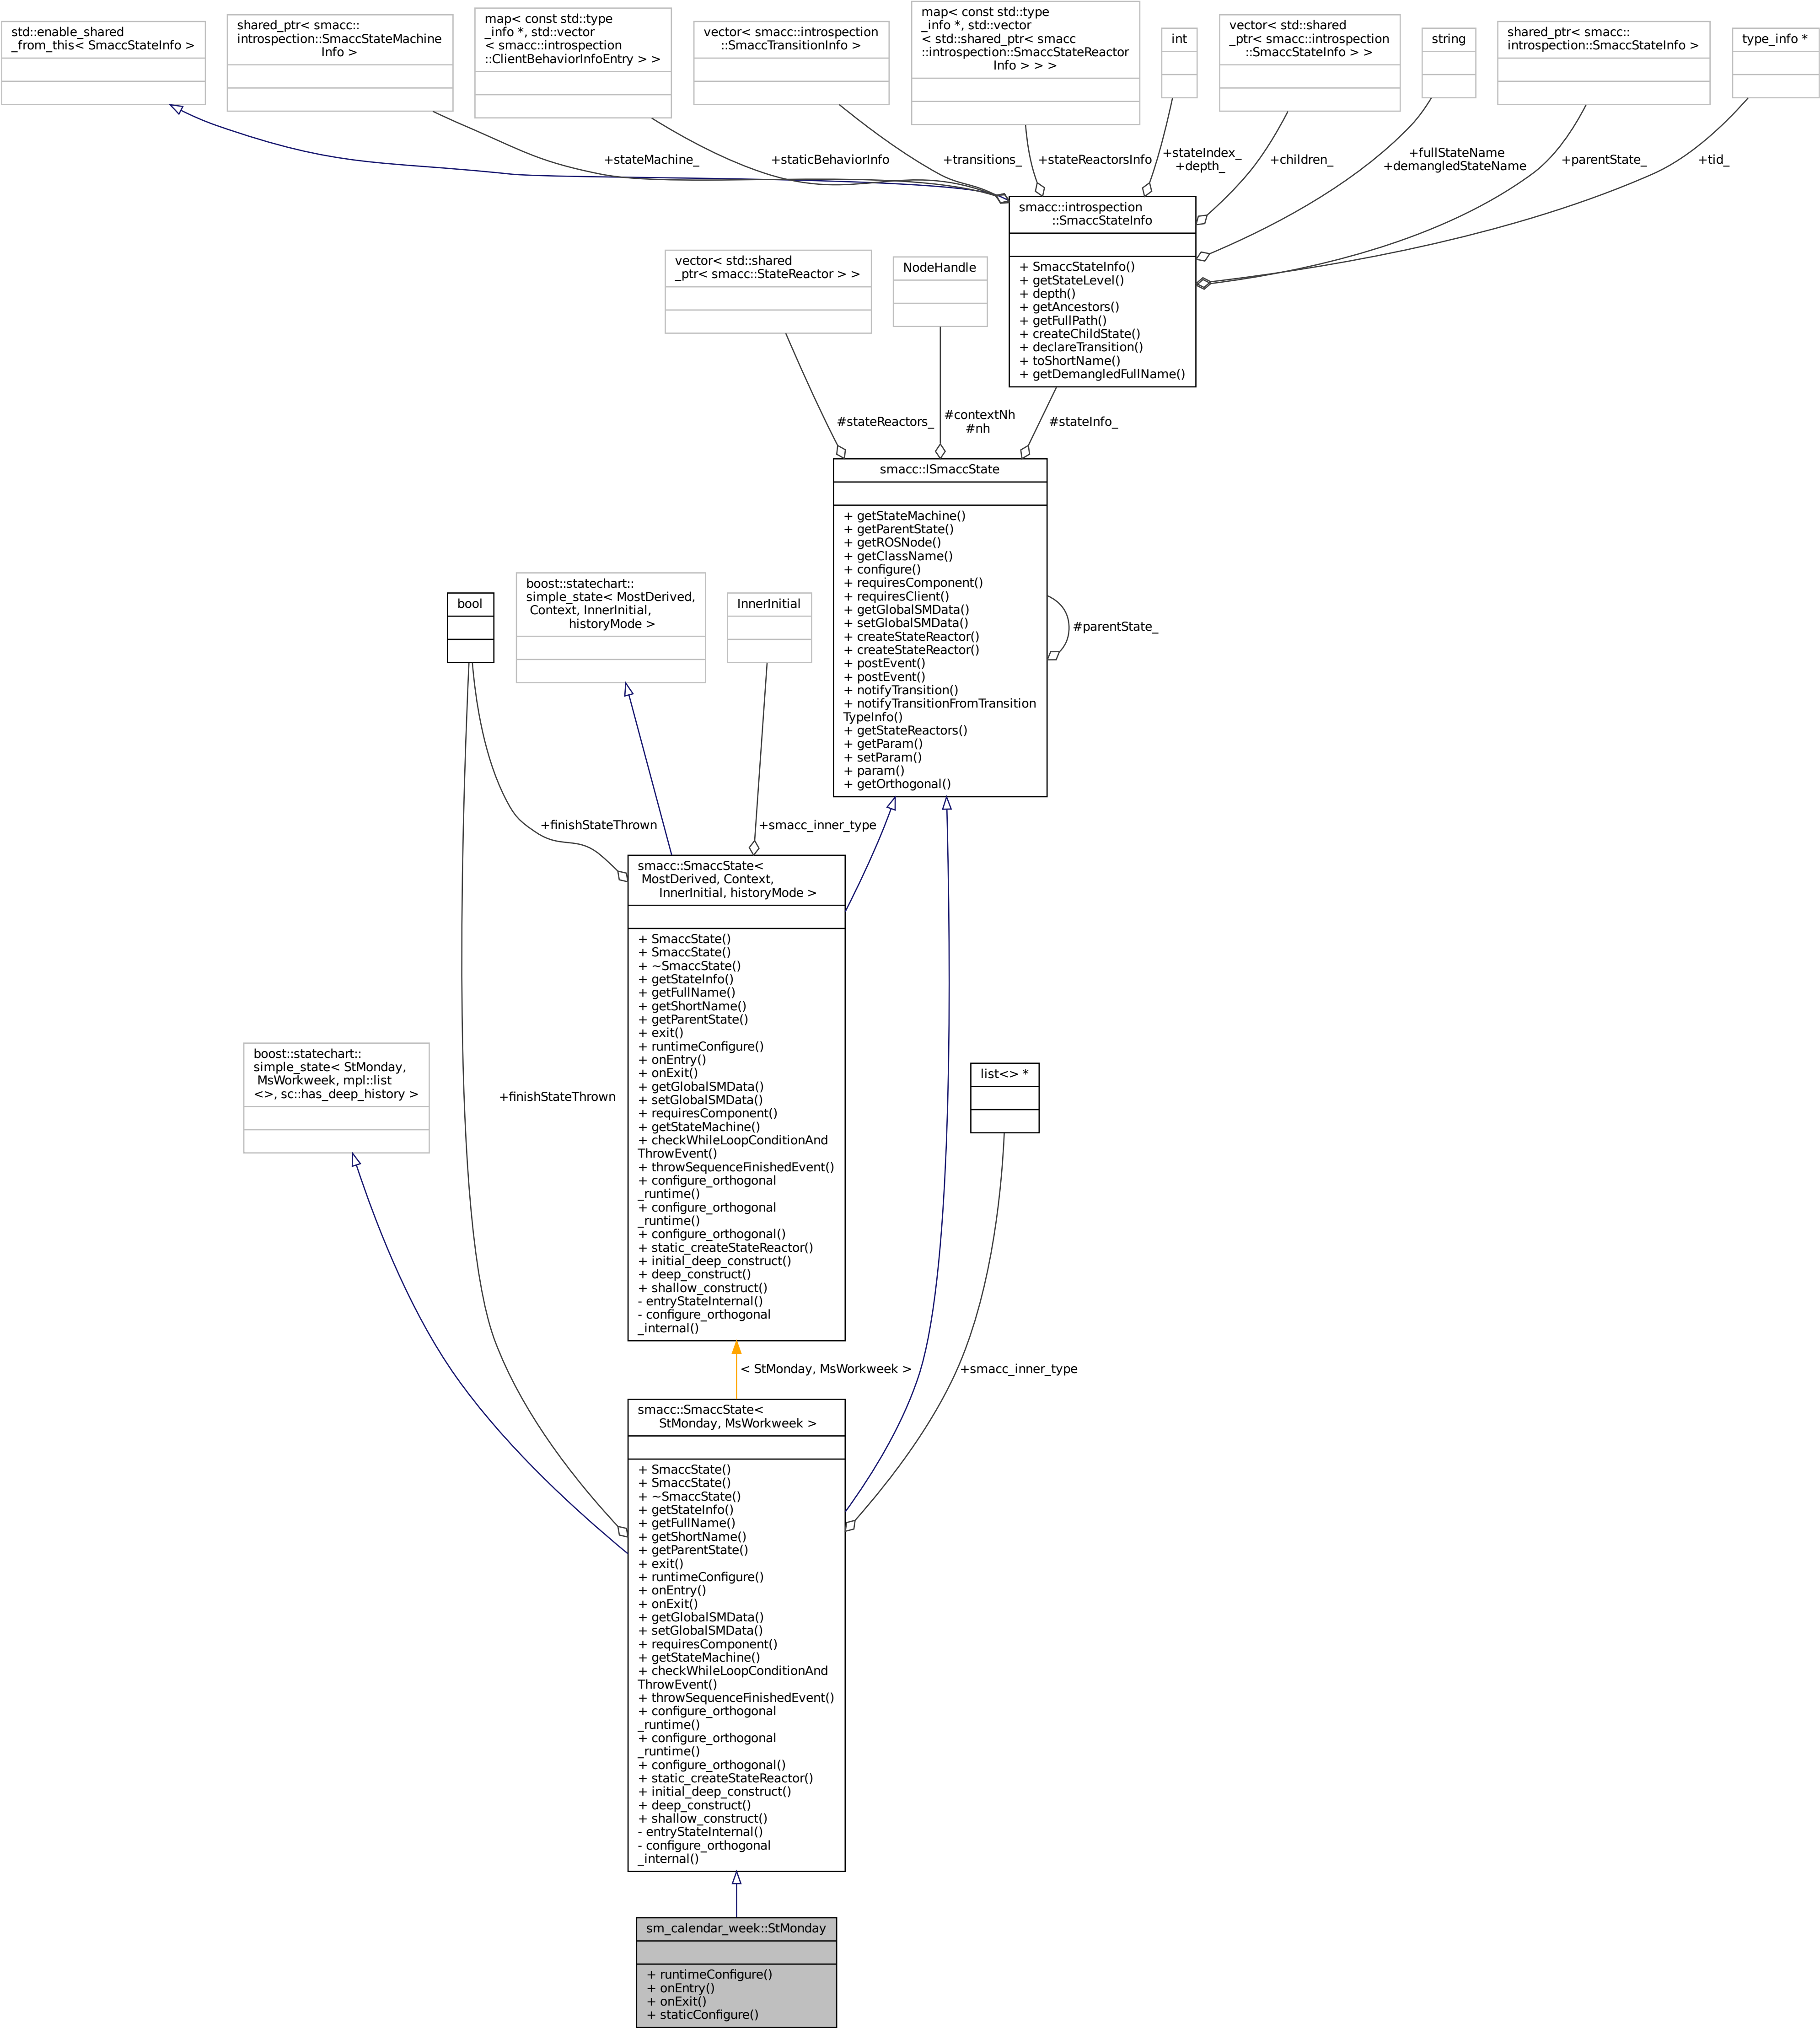 std::enable_shared
_from_this< SmaccStateInfo >
shared_ptr< smacc::
introspection::SmaccStateMachine
Info >
map< const std::type
_info *, std::vector
< smacc::introspection
::ClientBehaviorInfoEntry > >
vector< smacc::introspection
::SmaccTransitionInfo >
map< const std::type
_info *, std::vector
< std::shared_ptr< smacc
::introspection::SmaccStateReactor
Info > > >
int
vector< std::shared
_ptr< smacc::introspection
::SmaccStateInfo > >
string
shared_ptr< smacc::
introspection::SmaccStateInfo >
type_info *
+stateMachine_
+staticBehaviorInfo
+transitions_
+stateReactorsInfo
+stateIndex_
+depth_
+children_
+fullStateName
+demangledStateName
+parentState_
+tid_
smacc::introspection
::SmaccStateInfo
+ SmaccStateInfo()
+ getStateLevel()
+ depth()
+ getAncestors()
+ getFullPath()
+ createChildState()
+ declareTransition()
+ toShortName()
+ getDemangledFullName()
vector< std::shared
_ptr< smacc::StateReactor > >
NodeHandle
#stateReactors_
#contextNh
#nh
#stateInfo_
smacc::ISmaccState
+ getStateMachine()
+ getParentState()
+ getROSNode()
+ getClassName()
+ configure()
+ requiresComponent()
+ requiresClient()
+ getGlobalSMData()
+ setGlobalSMData()
+ createStateReactor()
+ createStateReactor()
+ postEvent()
+ postEvent()
+ notifyTransition()
+ notifyTransitionFromTransition
TypeInfo()
+ getStateReactors()
+ getParam()
+ setParam()
+ param()
+ getOrthogonal()
#parentState_
bool
boost::statechart::
simple_state< MostDerived,
Context, InnerInitial,
historyMode >
InnerInitial
+finishStateThrown
+smacc_inner_type
smacc::SmaccState<
MostDerived, Context,
InnerInitial, historyMode >
+ SmaccState()
+ SmaccState()
+ ~SmaccState()
+ getStateInfo()
+ getFullName()
+ getShortName()
+ getParentState()
+ exit()
+ runtimeConfigure()
+ onEntry()
+ onExit()
+ getGlobalSMData()
+ setGlobalSMData()
+ requiresComponent()
+ getStateMachine()
+ checkWhileLoopConditionAnd
ThrowEvent()
+ throwSequenceFinishedEvent()
+ configure_orthogonal
_runtime()
+ configure_orthogonal
_runtime()
+ configure_orthogonal()
+ static_createStateReactor()
+ initial_deep_construct()
+ deep_construct()
+ shallow_construct()
- entryStateInternal()
- configure_orthogonal
_internal()
boost::statechart::
simple_state< StMonday,
MsWorkweek, mpl::list
<>, sc::has_deep_history >
+finishStateThrown
list<> *
< StMonday, MsWorkweek >
+smacc_inner_type
smacc::SmaccState<
StMonday, MsWorkweek >
+ SmaccState()
+ SmaccState()
+ ~SmaccState()
+ getStateInfo()
+ getFullName()
+ getShortName()
+ getParentState()
+ exit()
+ runtimeConfigure()
+ onEntry()
+ onExit()
+ getGlobalSMData()
+ setGlobalSMData()
+ requiresComponent()
+ getStateMachine()
+ checkWhileLoopConditionAnd
ThrowEvent()
+ throwSequenceFinishedEvent()
+ configure_orthogonal
_runtime()
+ configure_orthogonal
_runtime()
+ configure_orthogonal()
+ static_createStateReactor()
+ initial_deep_construct()
+ deep_construct()
+ shallow_construct()
- entryStateInternal()
- configure_orthogonal
_internal()
sm_calendar_week::StMonday
+ runtimeConfigure()
+ onEntry()
+ onExit()
+ staticConfigure()